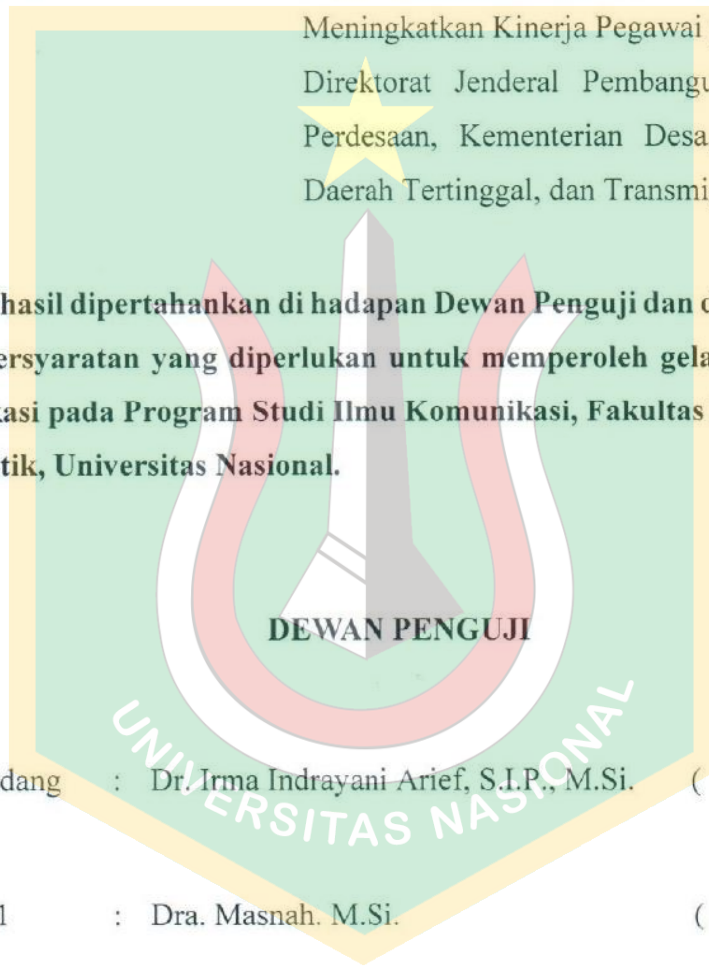 Meningkatkan Kinerja Pegawai
Direktorat Jenderal Pembangu
Perdesaan, Kementerian Desa
Daerah Tertinggal, dan Transmi
hasil dipertahankan di hadapan Dewan Penguji dan d
ersyaratan yang diperlukan untuk memperoleh gela
kasi pada Program Studi Ilmu Komunikasi, Fakultas
tik, Universitas Nasional.
DEWAN PENGUJI
dang : Dr. Irma Indrayani Arief, S.I.P., M.Si. (
UNIVERSITAS NASIONAL
1 : Dra. Masnah. M.Si. (